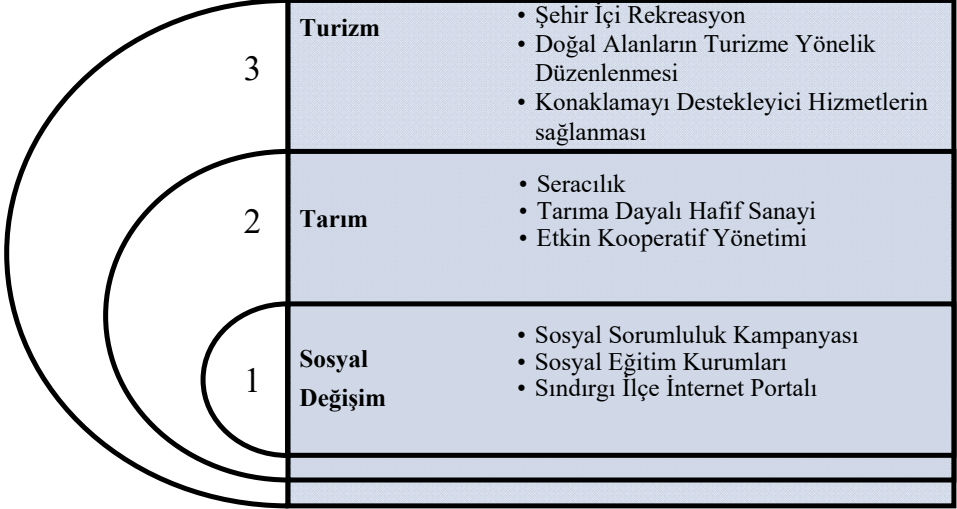 3
Turizm
• Şehir İçi Rekreasyon
• Doğal Alanların Turizme Yönelik
Düzenlenmesi
• Konaklamayı Destekleyici Hizmetlerin
sağlanması
2
Tarım
• Seracılık
• Tarıma Dayalı Hafif Sanayi
• Etkin Kooperatif Yönetimi
1
Sosyal
Değişim
• Sosyal Sorumluluk Kampanyası
• Sosyal Eğitim Kurumları
• Sındırgı İlçe İnternet Portalı